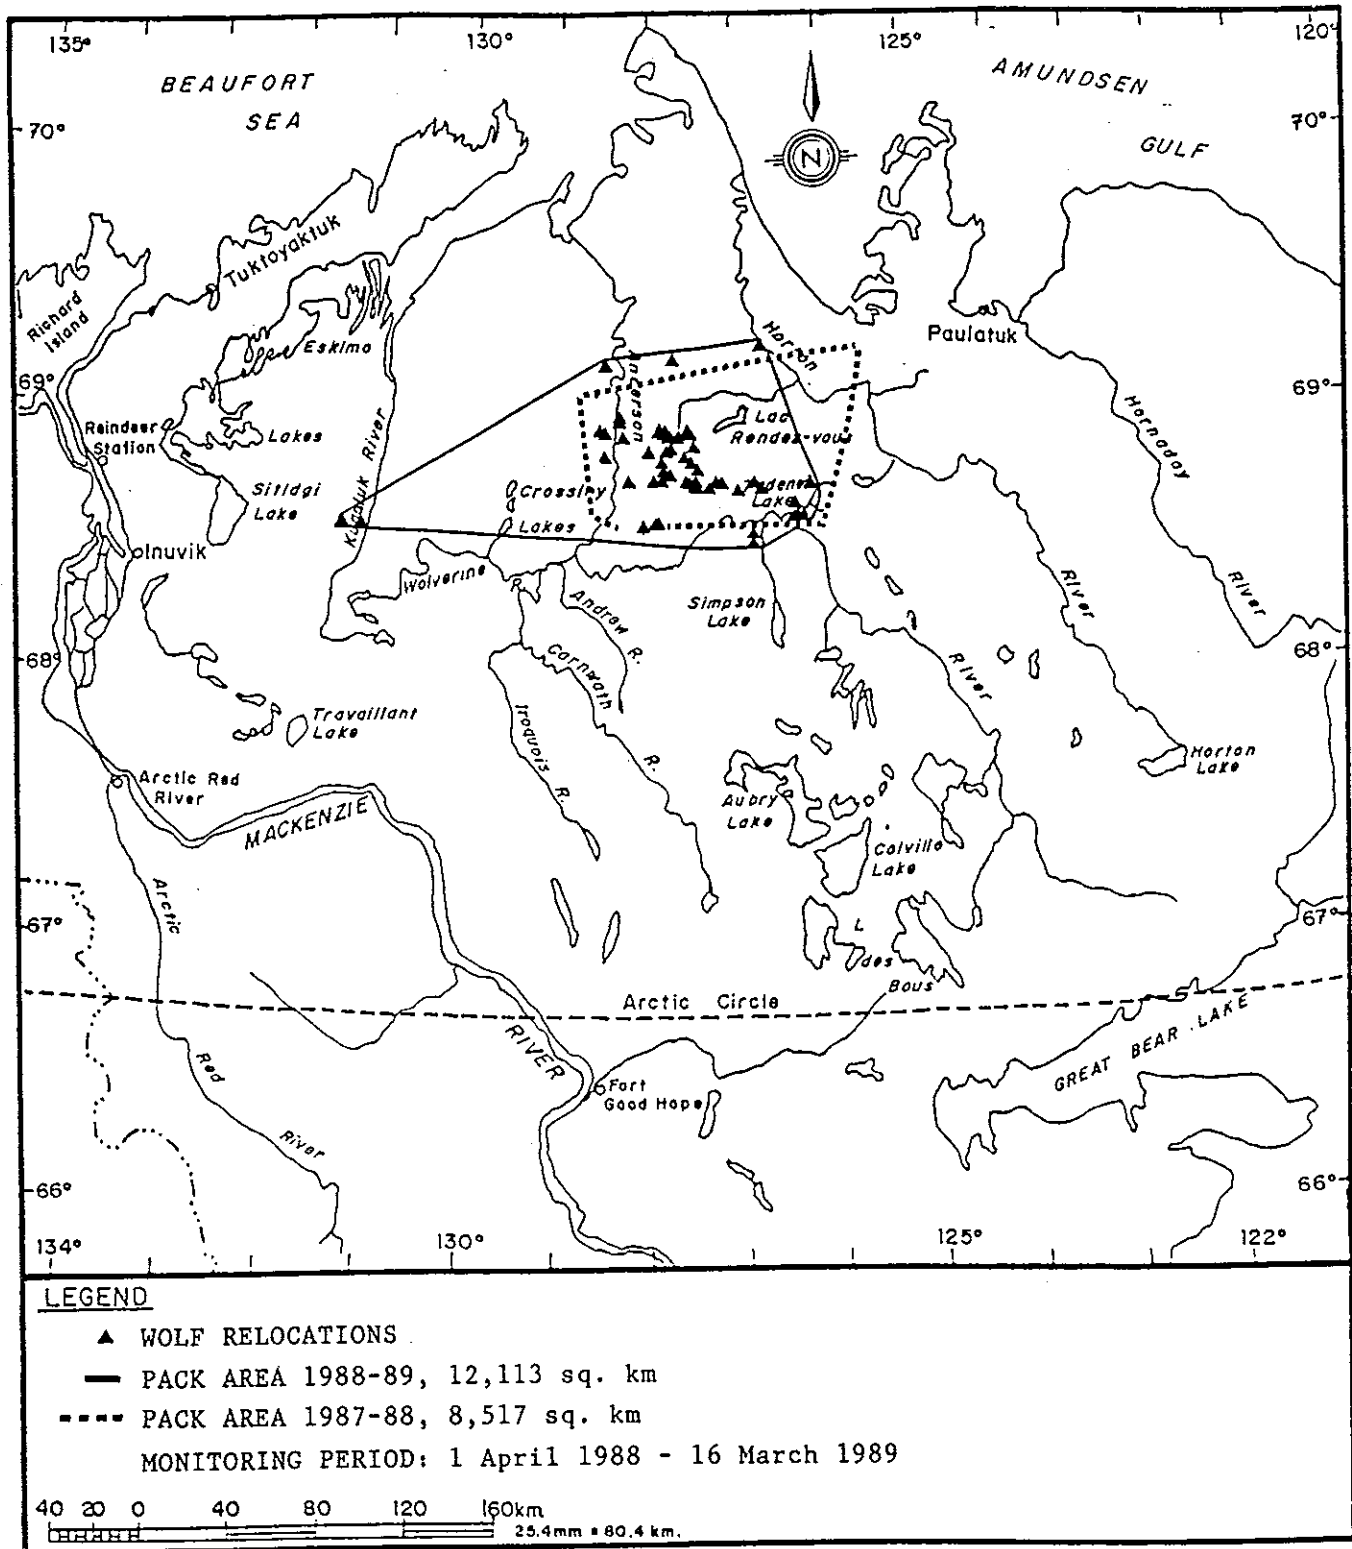 135°
130°
125°
120°
BEAUFORT
SEA
AMUNDSEN
GULF
70°
70°
Tuktoyaktuk
Richard
Island
Eskimo
Lakes
Horton
Paulatuk
69°
69°
Reindeer
Station
Sitidgi
Lake
Kugaluk River
Crossley
Lakes
Lac
Rendez-vous
Lake
Hornaday
River
Inuvik
Wolverine
R.
Andrew
R.
Simpson
Lake
River
River
68°
68°
Carnwath
R.
Iroquois
R.
Travaillant
Lake
Arctic Red
River
MACKENZIE
RIVER
Aubry
Lake
Colville
Lake
Horton
Lake
67°
67°
Arctic
Red
River
L
des
Bous
Arctic Circle
GREAT BEAR LAKE
Fort
Good Hope
66°
66°
134°
130°
125°
122°
N
LEGEND
WOLF RELOCATIONS
PACK AREA 1988-89, 12,113 sq. km
PACK AREA 1987-88, 8,517 sq. km
MONITORING PERIOD: 1 April 1988 - 16 March 1989
40 20 0 40 80 120 160km
25.4mm = 80.4 km.